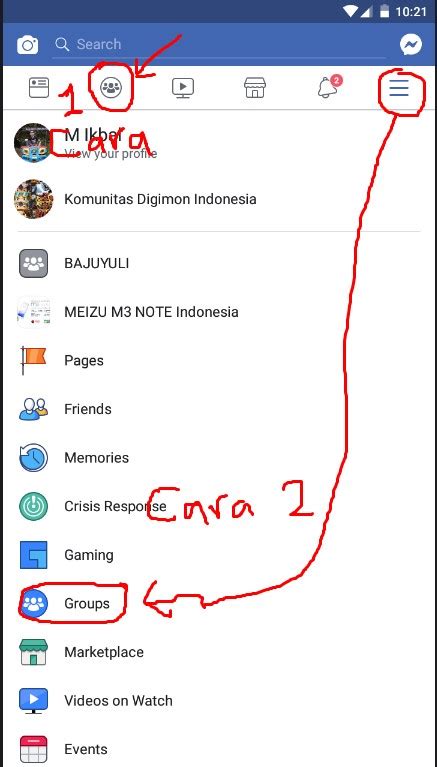 10:21
Search
2
1
M Ikbal
Cara
View your profile
Komunitas Digimon Indonesia
BAJUYULI
MEIZU M3 NOTE Indonesia
Pages
Friends
Memories
Crisis Response
Cara 2
Gaming
Groups
Marketplace
Videos on Watch
Events